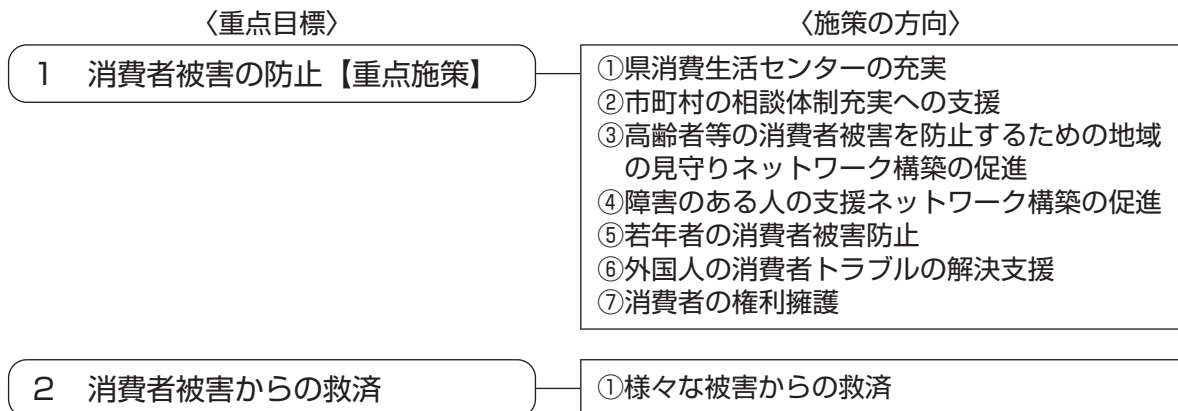 〈重点目標〉
〈施策の方向〉
1 消費者被害の防止【重点施策】
①県消費生活センターの充実
②市町村の相談体制充実への支援
③高齢者等の消費者被害を防止するための地域
の見守りネットワーク構築の促進
④障害のある人の支援ネットワーク構築の促進
⑤若年者の消費者被害防止
⑥外国人の消費者トラブルの解決支援
⑦消費者の権利擁護
2 消費者被害からの救済
①様々な被害からの救済